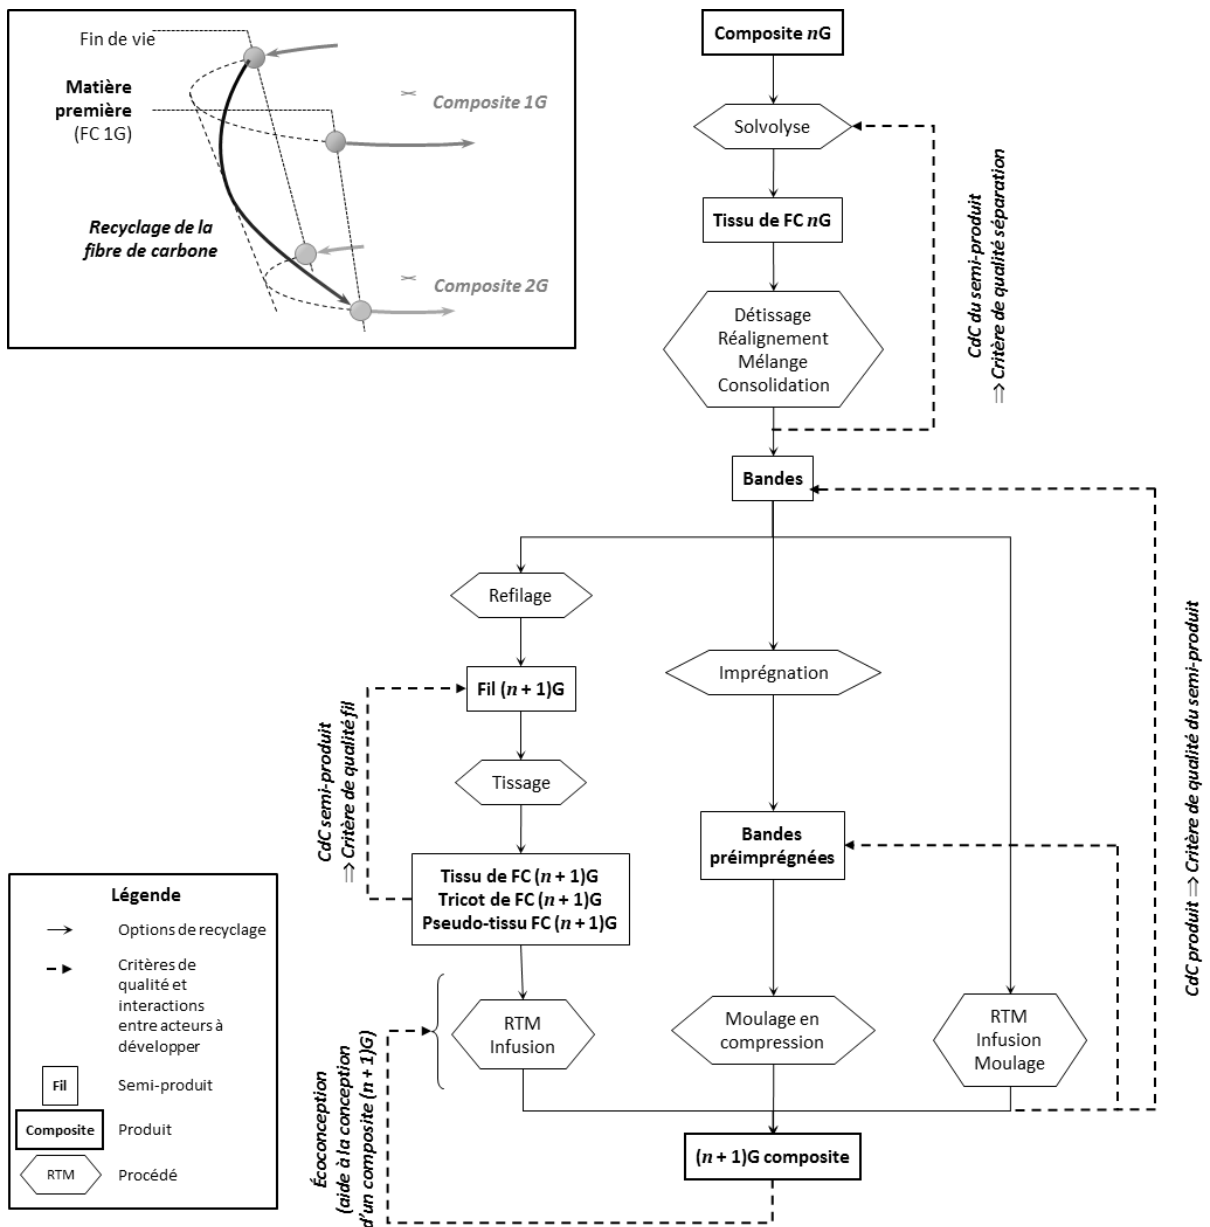 Fin de vie
Matière
première
(FC 1G)
Composite 1G
Recyclage de la
fibre de carbone
Composite 2G
Composite nG
Solvolyse
Tissu de FC nG
Détissage
Réalignement
Mélange
Consolidation
CdC du semi-produit
⇒ Critère de qualité séparation
Bandes
Refilage
Fil (n + 1)G
Tissage
Tissu de FC (n + 1)G
Tricot de FC (n + 1)G
Pseudo-tissu FC (n + 1)G
CdC semi-produit
⇒ Critère de qualité fil
RTM
Infusion
Imprégnation
Bandes
préimprégnées
Moulage en
compression
RTM
Infusion
Moulage
CdC produit ⇒ Critère de qualité du semi-produit
(n + 1)G composite
Écoconception
(aide à la conception
d'un composite (n + 1)G)
Légende
Options de recyclage
Critères de
qualité et
interactions
entre acteurs à
développer
Fil
Semi-produit
Composite
Produit
RTM
Procédé